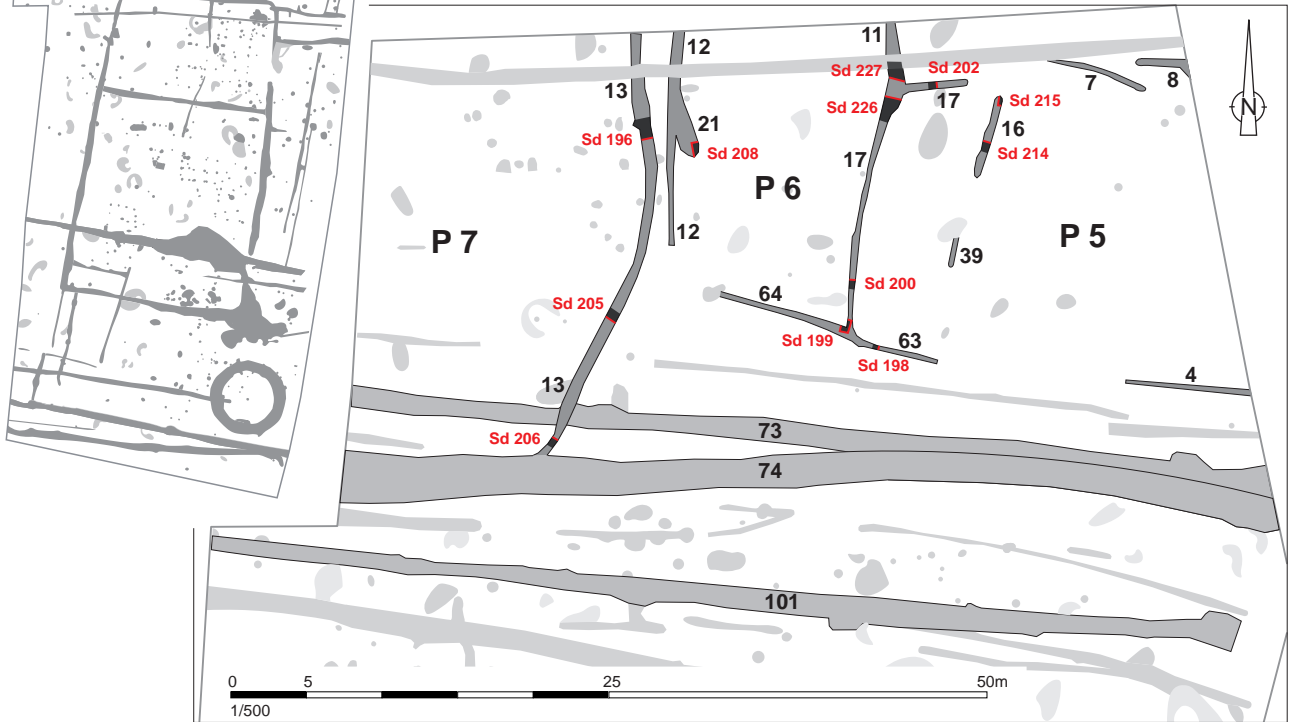 11
12
Sd 227
Sd 202
7
8
13
17
Sd 215
Sd 226
21
16
Sd 196
Sd 208
Sd 214
17
P 6
P 7
12
P 5
39
Sd 200
64
Sd 205
Sd 199
63
Sd 198
4
13
73
Sd 206
74
N
101
0 5 25 50m
1/500